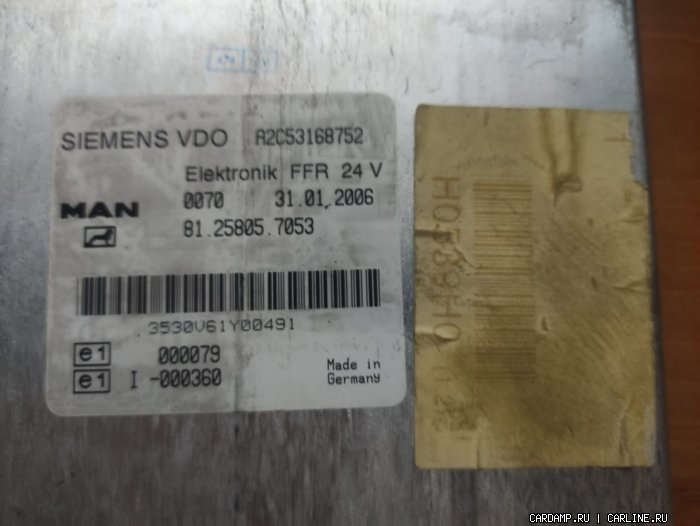 SIEMENS VDO A2C53168752
Elektronik FFR 24 V
MAN 0070 31.01.2006
81.25805.7053
3530V61Y00491
e1 000079
e1 I -000360
Made in
Germany
CARDAMP.RU | CARLINE.RU